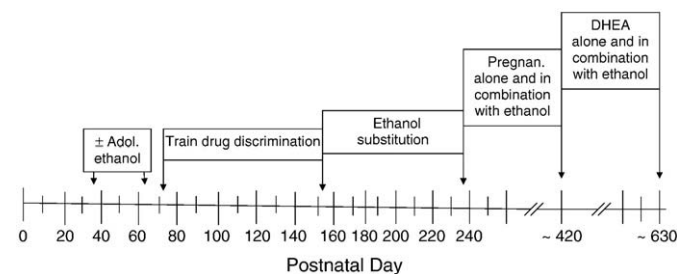 DHEA
alone and in
combination
with ethanol
Pregnan.
alone and in
combination
with ethanol
Ethanol
substitution
± Adol.
ethanol
Train drug discrimination
0 20 40 60 80 100 120 140 160 180 200 220 240 ~ 420 ~ 630
Postnatal Day